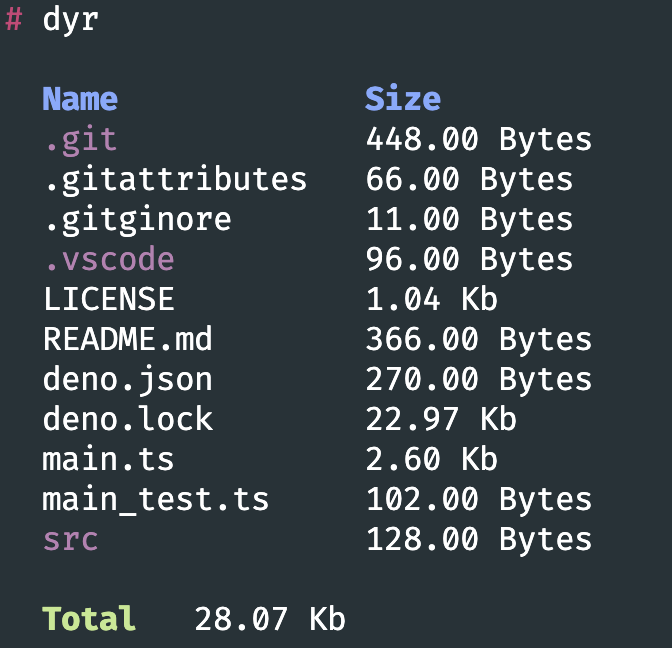 # dyr
Name Size
.git 448.00 Bytes
.gitattributes 66.00 Bytes
.gitginore 11.00 Bytes
.vscode 96.00 Bytes
LICENSE 1.04 Kb
README.md 366.00 Bytes
deno.json 270.00 Bytes
deno.lock 22.97 Kb
main.ts 2.60 Kb
main_test.ts 102.00 Bytes
src 128.00 Bytes
Total 28.07 Kb